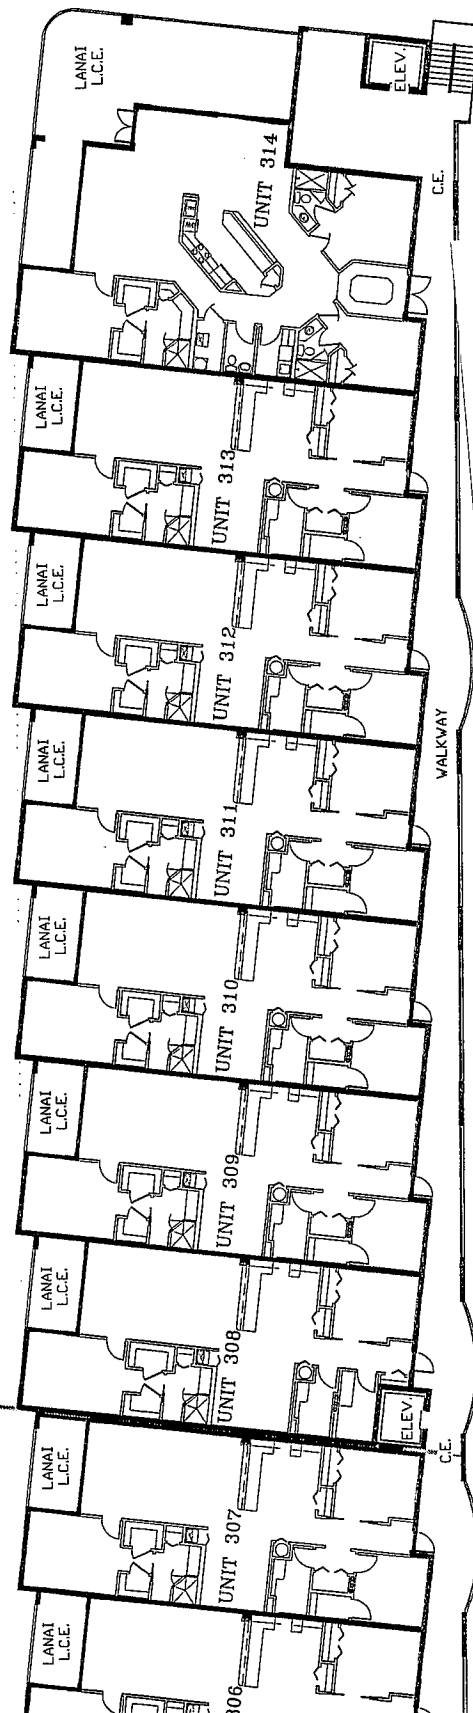 LANAI
L.C.E.
ELEV.
UNIT 314
C.E.
LANAI
L.C.E.
UNIT 313
LANAI
L.C.E.
UNIT 312
WALKWAY
LANAI
L.C.E.
UNIT 311
LANAI
L.C.E.
UNIT 310
LANAI
L.C.E.
UNIT 309
LANAI
L.C.E.
UNIT 308
ELEV.
C.E.
LANAI
L.C.E.
UNIT 307
LANAI
L.C.E.
306